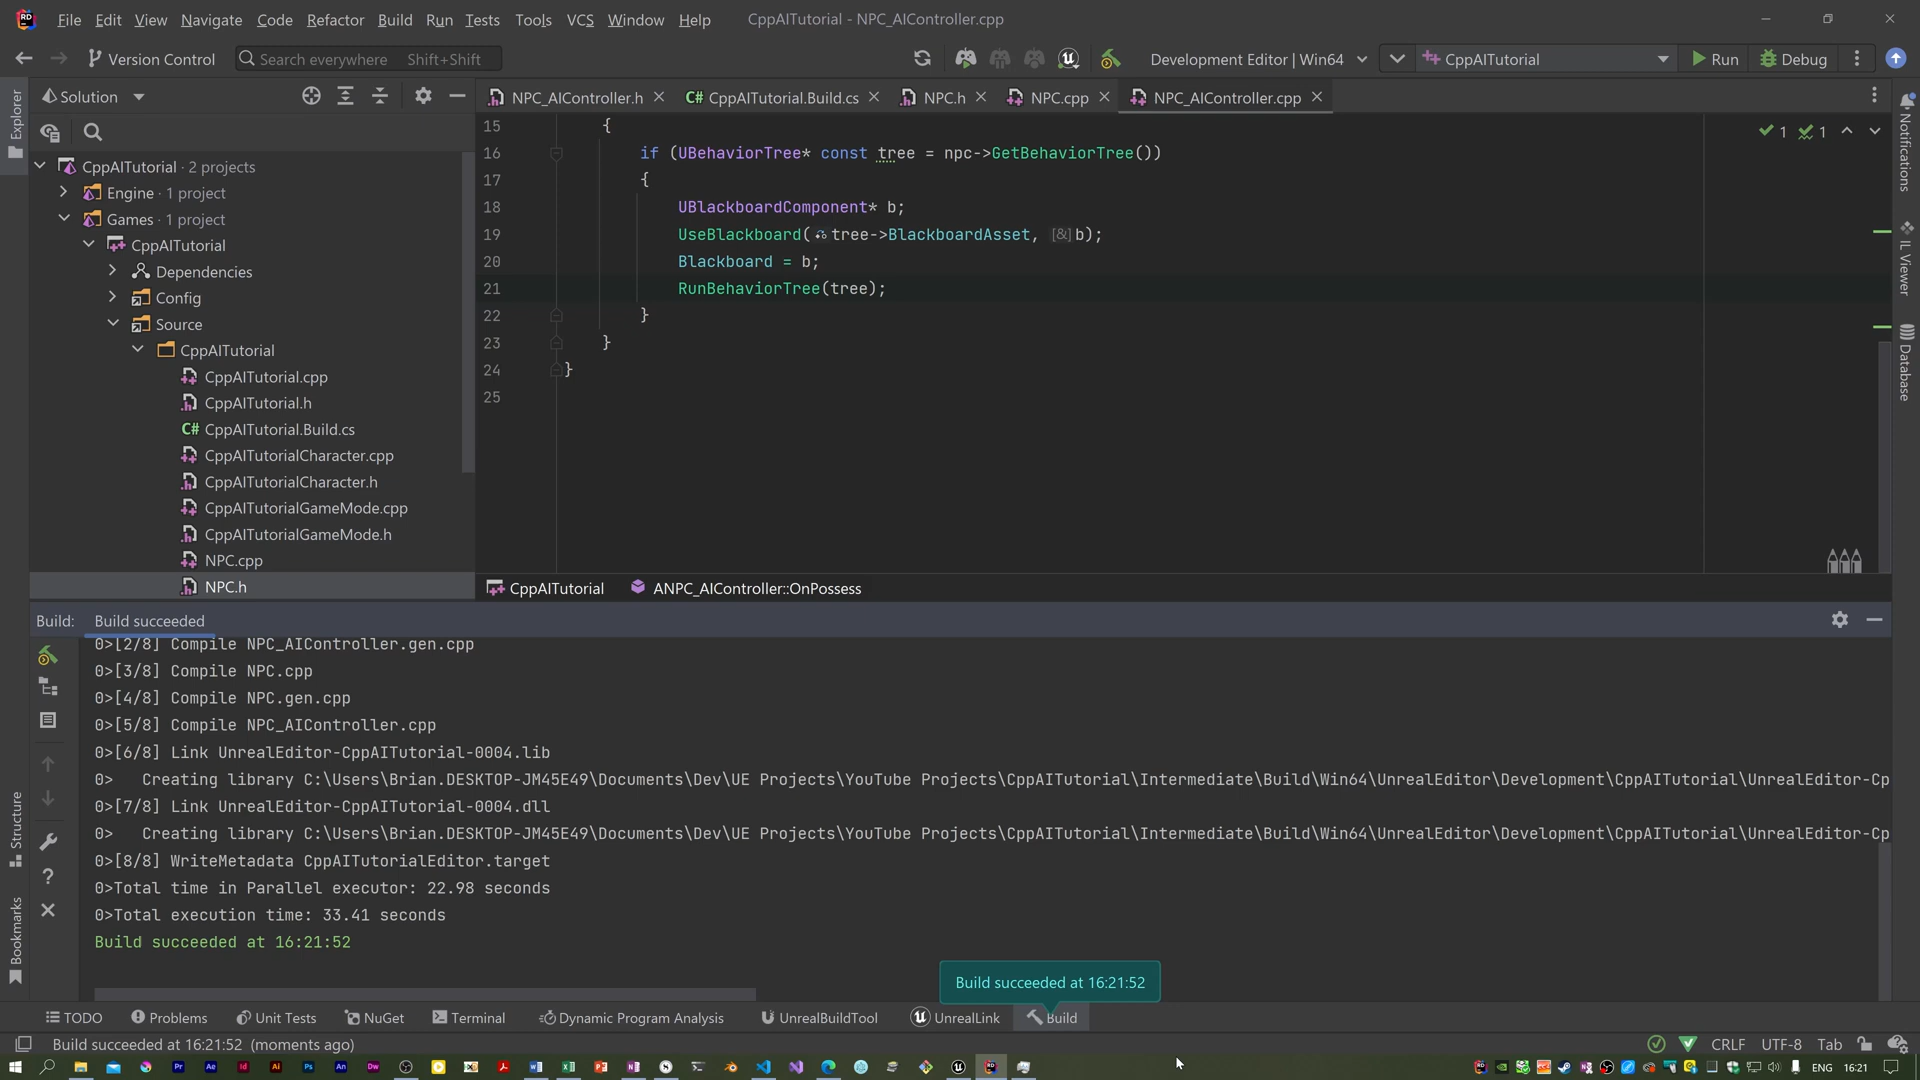 File Edit View Navigate Code Refactor Build Run Tests Tools VCS Window Help CppAITutorial - NPC_AIController.cpp
Version Control Search everywhere Shift+Shift Development Editor | Win64 CppAITutorial Run Debug
Solution
NPC_AIController.h C# CppAITutorial.Build.cs NPC.h NPC.cpp NPC_AIController.cpp
Explorer
Notifications
IL Viewer
Database
Structure
Bookmarks
CppAITutorial · 2 projects
Engine · 1 project
Games · 1 project
CppAITutorial
Dependencies
Config
Source
CppAITutorial
CppAITutorial.cpp
CppAITutorial.h
C# CppAITutorial.Build.cs
CppAITutorialCharacter.cpp
CppAITutorialCharacter.h
CppAITutorialGameMode.cpp
CppAITutorialGameMode.h
NPC.cpp
NPC.h
1 1
15 {
16 if (UBehaviorTree* const tree = npc->GetBehaviorTree())
17 {
18 UBlackboardComponent* b;
19 UseBlackboard(tree->BlackboardAsset, [&]b);
20 Blackboard = b;
21 RunBehaviorTree(tree);
22 }
23 }
24 }
25
CppAITutorial ANPC_AIController::OnPossess
Build: Build succeeded
0>[2/8] Compile NPC_AIController.gen.cpp
0>[3/8] Compile NPC.cpp
0>[4/8] Compile NPC.gen.cpp
0>[5/8] Compile NPC_AIController.cpp
0>[6/8] Link UnrealEditor-CppAITutorial-0004.lib
0> Creating library C:\Users\Brian.DESKTOP-JM45E49\Documents\Dev\UE Projects\YouTube Projects\CppAITutorial\Intermediate\Build\Win64\UnrealEditor\Development\CppAITutorial\UnrealEditor-Cp
0>[7/8] Link UnrealEditor-CppAITutorial-0004.dll
0> Creating library C:\Users\Brian.DESKTOP-JM45E49\Documents\Dev\UE Projects\YouTube Projects\CppAITutorial\Intermediate\Build\Win64\UnrealEditor\Development\CppAITutorial\UnrealEditor-Cp
0>[8/8] WriteMetadata CppAITutorialEditor.target
0>Total time in Parallel executor: 22.98 seconds
0>Total execution time: 33.41 seconds
Build succeeded at 16:21:52
Build succeeded at 16:21:52
TODO Problems Unit Tests NuGet Terminal Dynamic Program Analysis UnrealBuildTool UnrealLink Build
Build succeeded at 16:21:52 (moments ago) CRLF UTF-8 Tab
ENG 16:21